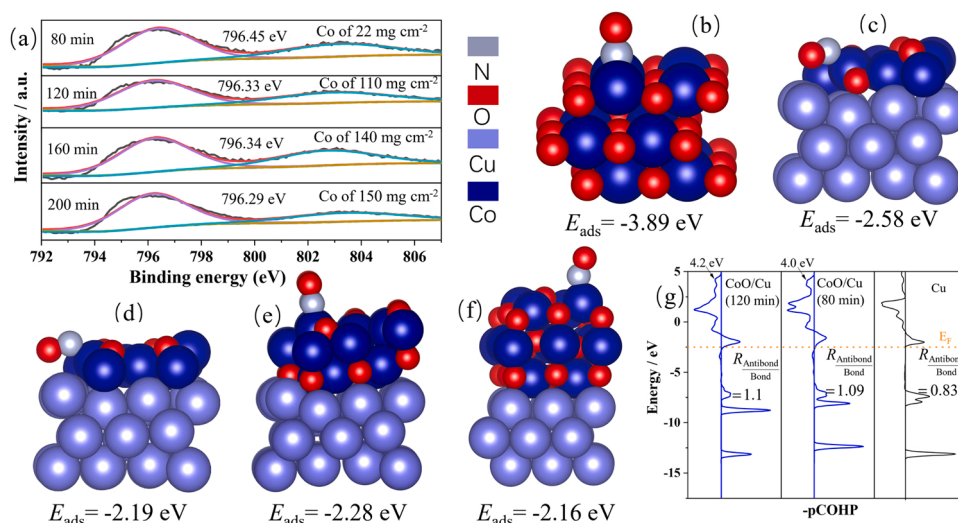 (a)
80 min 796.45 eV Co of 22 mg cm⁻²
120 min 796.33 eV Co of 110 mg cm⁻²
160 min 796.34 eV Co of 140 mg cm⁻²
200 min 796.29 eV Co of 150 mg cm⁻²
Intensity / a.u.
792 794 796 798 800 802 804 806
Binding energy (eV)
N
O
Cu
Co
(b)
Eads= -3.89 eV
(c)
Eads= -2.58 eV
(d)
Eads= -2.19 eV
(e)
Eads= -2.28 eV
(f)
Eads= -2.16 eV
(g)
4.2 eV 4.0 eV
CoO/Cu
(120 min)
CoO/Cu
(80 min)
Cu
EF
RAntibond/Bond
=1.1
RAntibond/Bond
=1.09
RAntibond/Bond
=0.83
Energy / eV
5
0
-5
-10
-15
-pCOHP